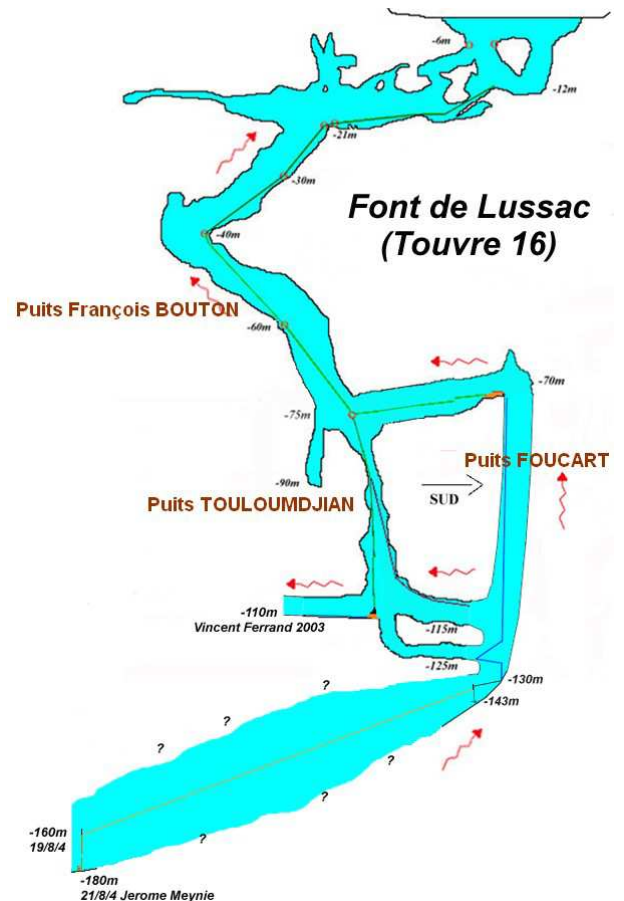 -6m
-12m
-21m
-30m
Font de Lussac
(Touvre 16)
-40m
Puits François BOUTON
-60m
-70m
-75m
Puits FOUCART
-90m
SUD
Puits TOULOUMDJIAN
-110m
Vincent Ferrand 2003
-115m
-125m
-130m
-143m
?
?
?
?
?
?
-160m
19/8/4
-180m
21/8/4 Jerome Meynie